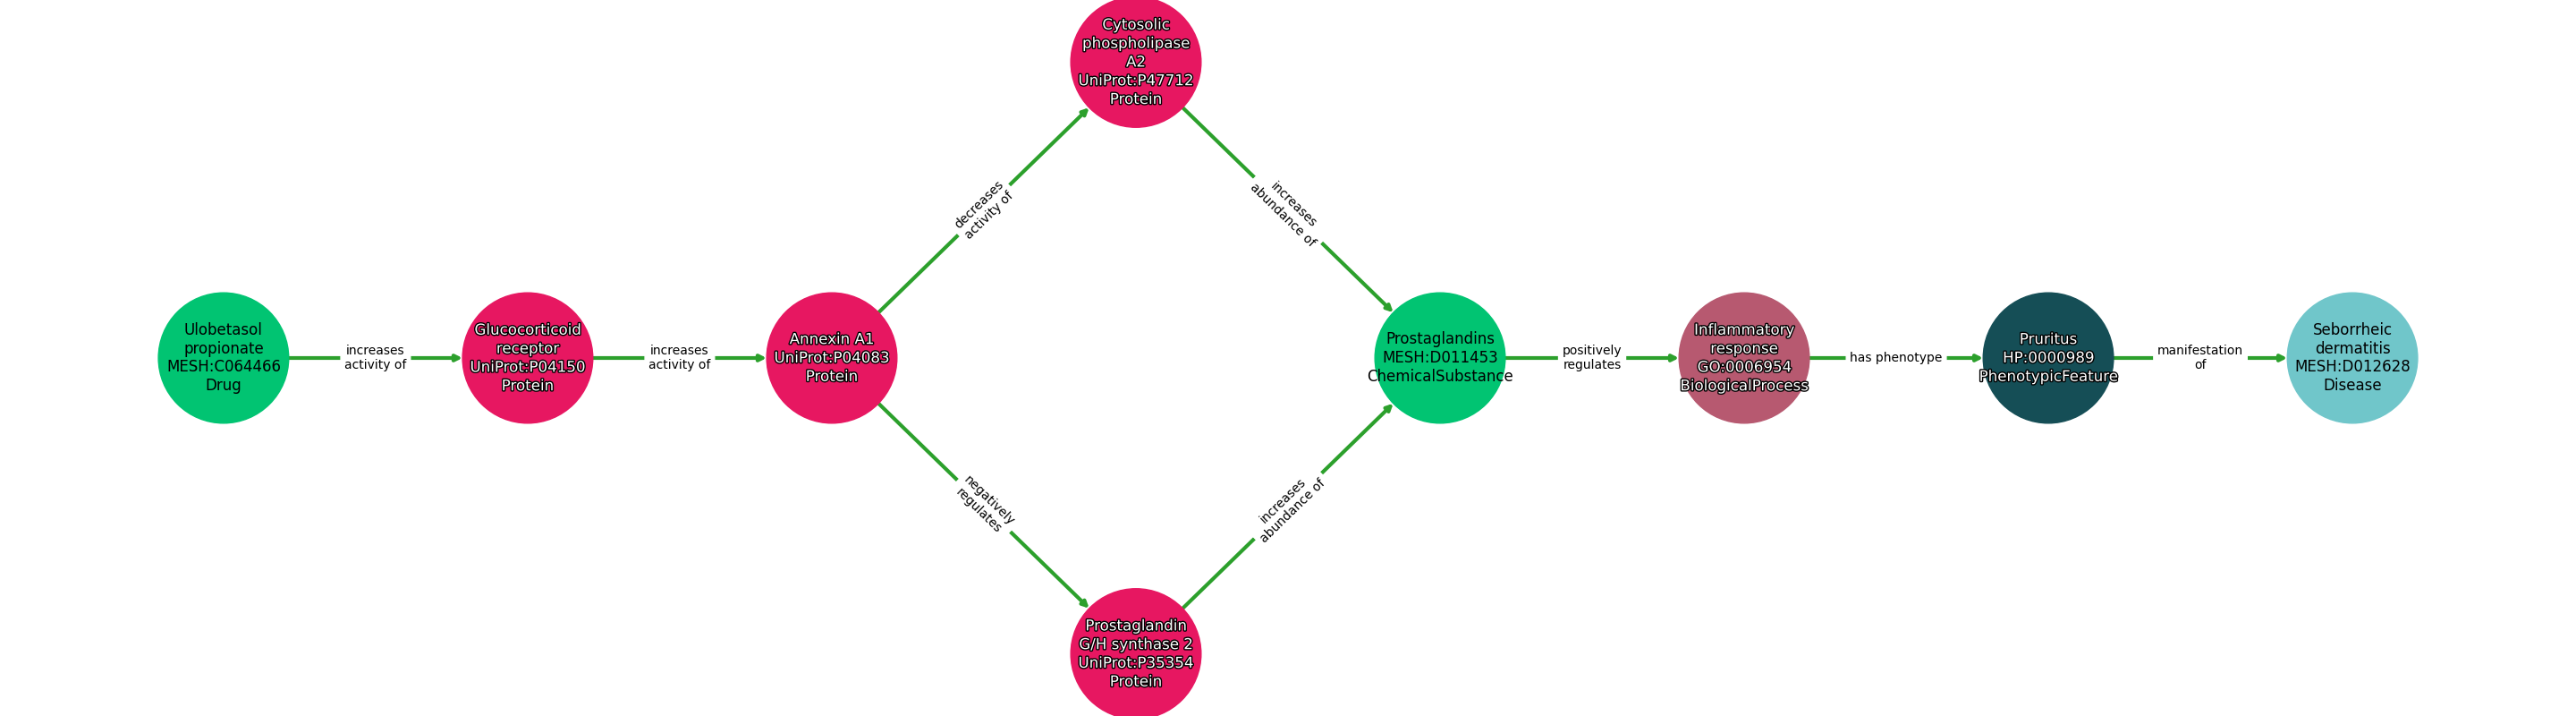 Cytosolic
phospholipase
A2
UniProt:P47712
Protein
decreases
activity of
increases
abundance of
Ulobetasol
propionate
MESH:C064466
Drug
increases
activity of
Glucocorticoid
receptor
UniProt:P04150
Protein
increases
activity of
Annexin A1
UniProt:P04083
Protein
Prostaglandins
MESH:D011453
ChemicalSubstance
positively
regulates
Inflammatory
response
GO:0006954
BiologicalProcess
has phenotype
Pruritus
HP:0000989
PhenotypicFeature
manifestation
of
Seborrheic
dermatitis
MESH:D012628
Disease
negatively
regulates
increases
abundance of
Prostaglandin
G/H synthase 2
UniProt:P35354
Protein